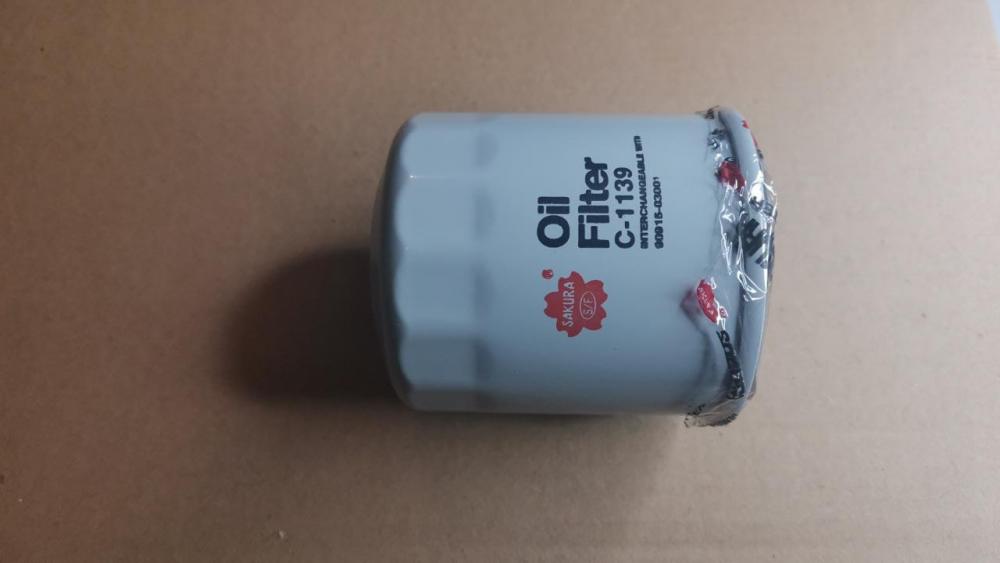 Oil
Filter
C-1139
INTERCHANGEABLE WITH
90915-03001
SAKURA
S/F
®